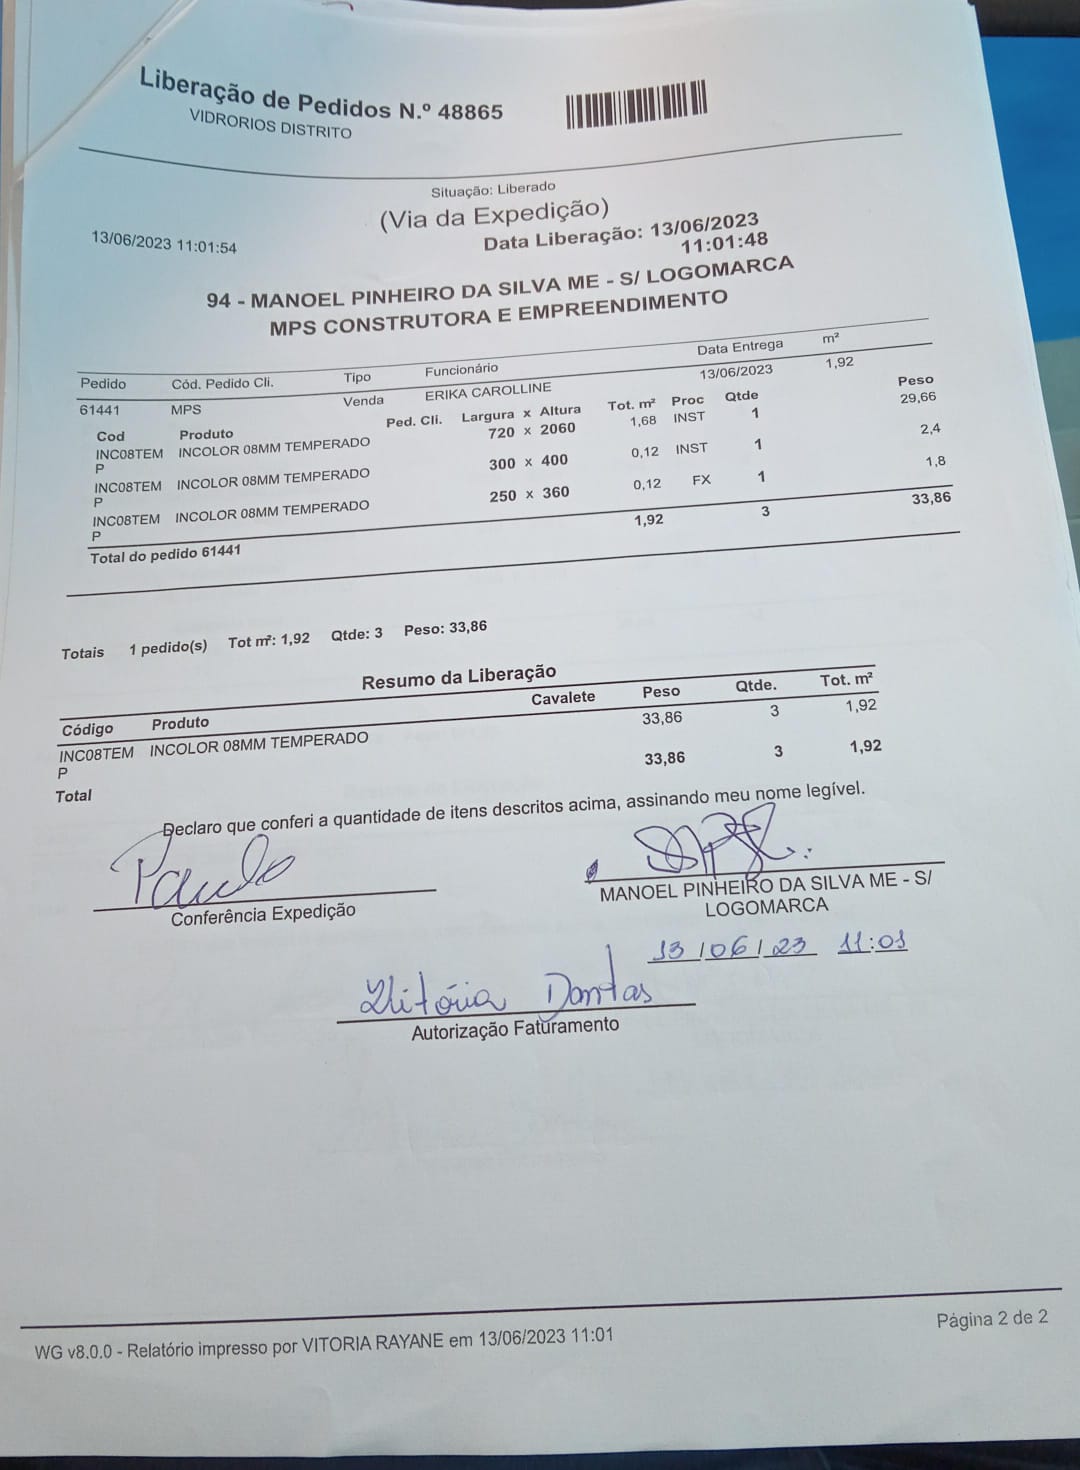 Liberação de Pedidos N.º 48865
VIDRORIOS DISTRITO
Situação: Liberado
(Via da Expedição)
13/06/2023 11:01:54
Data Liberação: 13/06/2023
11:01:48
94 - MANOEL PINHEIRO DA SILVA ME - S/ LOGOMARCA
MPS CONSTRUTORA E EMPREENDIMENTO
Pedido Cód. Pedido Cli. Tipo Funcionário Data Entrega m²
61441 MPS Venda ERIKA CAROLLINE 13/06/2023 1,92
Cod Produto Ped. Cli. Largura x Altura Tot. m² Proc Qtde Peso
INC08TEM INCOLOR 08MM TEMPERADO 720 x 2060 1,68 INST 1 29,66
P
INC08TEM INCOLOR 08MM TEMPERADO 300 x 400 0,12 INST 1 2,4
P
INC08TEM INCOLOR 08MM TEMPERADO 250 x 360 0,12 FX 1 1,8
P
Total do pedido 61441 1,92 3 33,86
Totais 1 pedido(s) Tot m²: 1,92 Qtde: 3 Peso: 33,86
Resumo da Liberação
Código Produto Cavalete Peso Qtde. Tot. m²
INC08TEM INCOLOR 08MM TEMPERADO 33,86 3 1,92
P
Total 33,86 3 1,92
Declaro que conferi a quantidade de itens descritos acima, assinando meu nome legível.
Paulo
Conferência Expedição
MANOEL PINHEIRO DA SILVA ME - S/
LOGOMARCA
13/06/23 11:01
Vitória Dantas
Autorização Faturamento
WG v8.0.0 - Relatório impresso por VITORIA RAYANE em 13/06/2023 11:01
Página 2 de 2